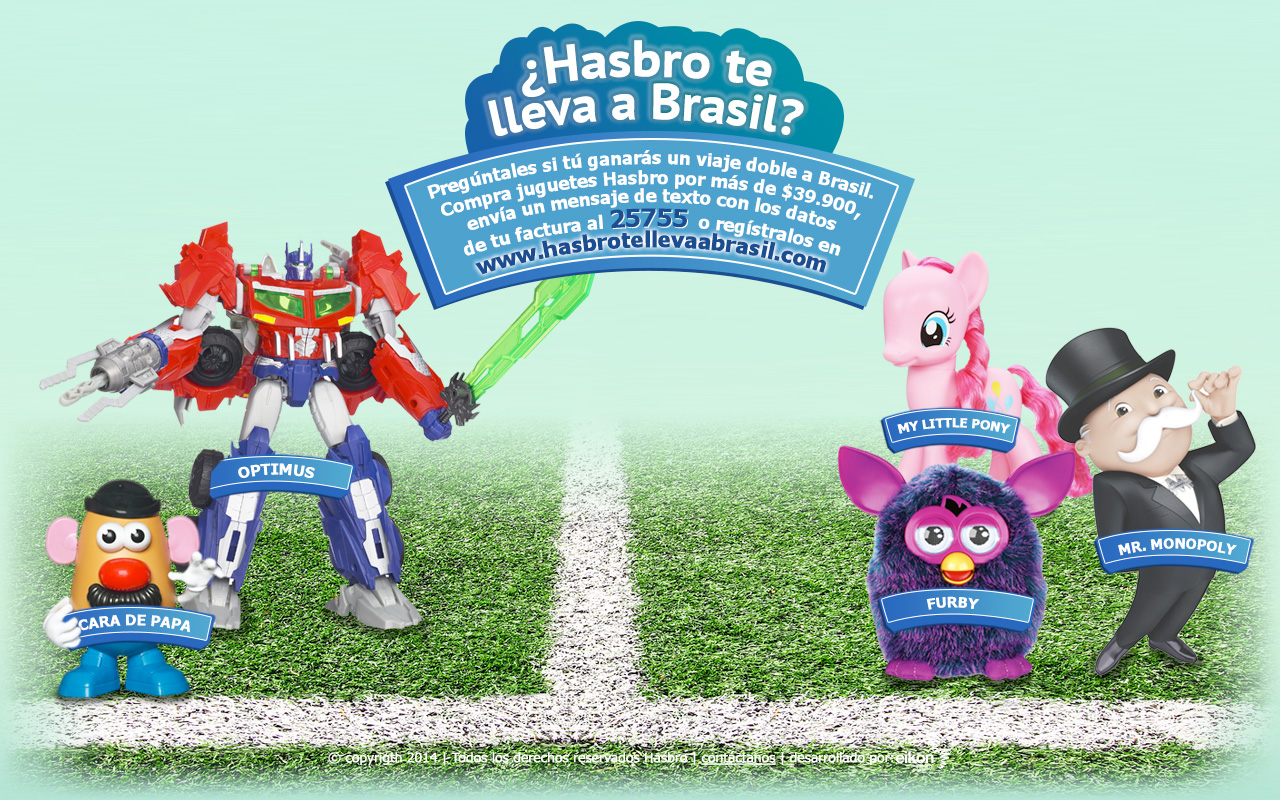 ¿Hasbro te
lleva a Brasil?
Pregúntales si tú ganarás un viaje doble a Brasil.
Compra juguetes Hasbro por más de $39.900,
envía un mensaje de texto con los datos
de tu factura al 25755 o regístralos en
www.hasbrotellevaabrasil.com
OPTIMUS
MY LITTLE PONY
MR. MONOPOLY
FURBY
CARA DE PAPA
© copyrigth 2014 | Todos los derechos reservados Hasbro | contáctanos | desarrollado por eikon